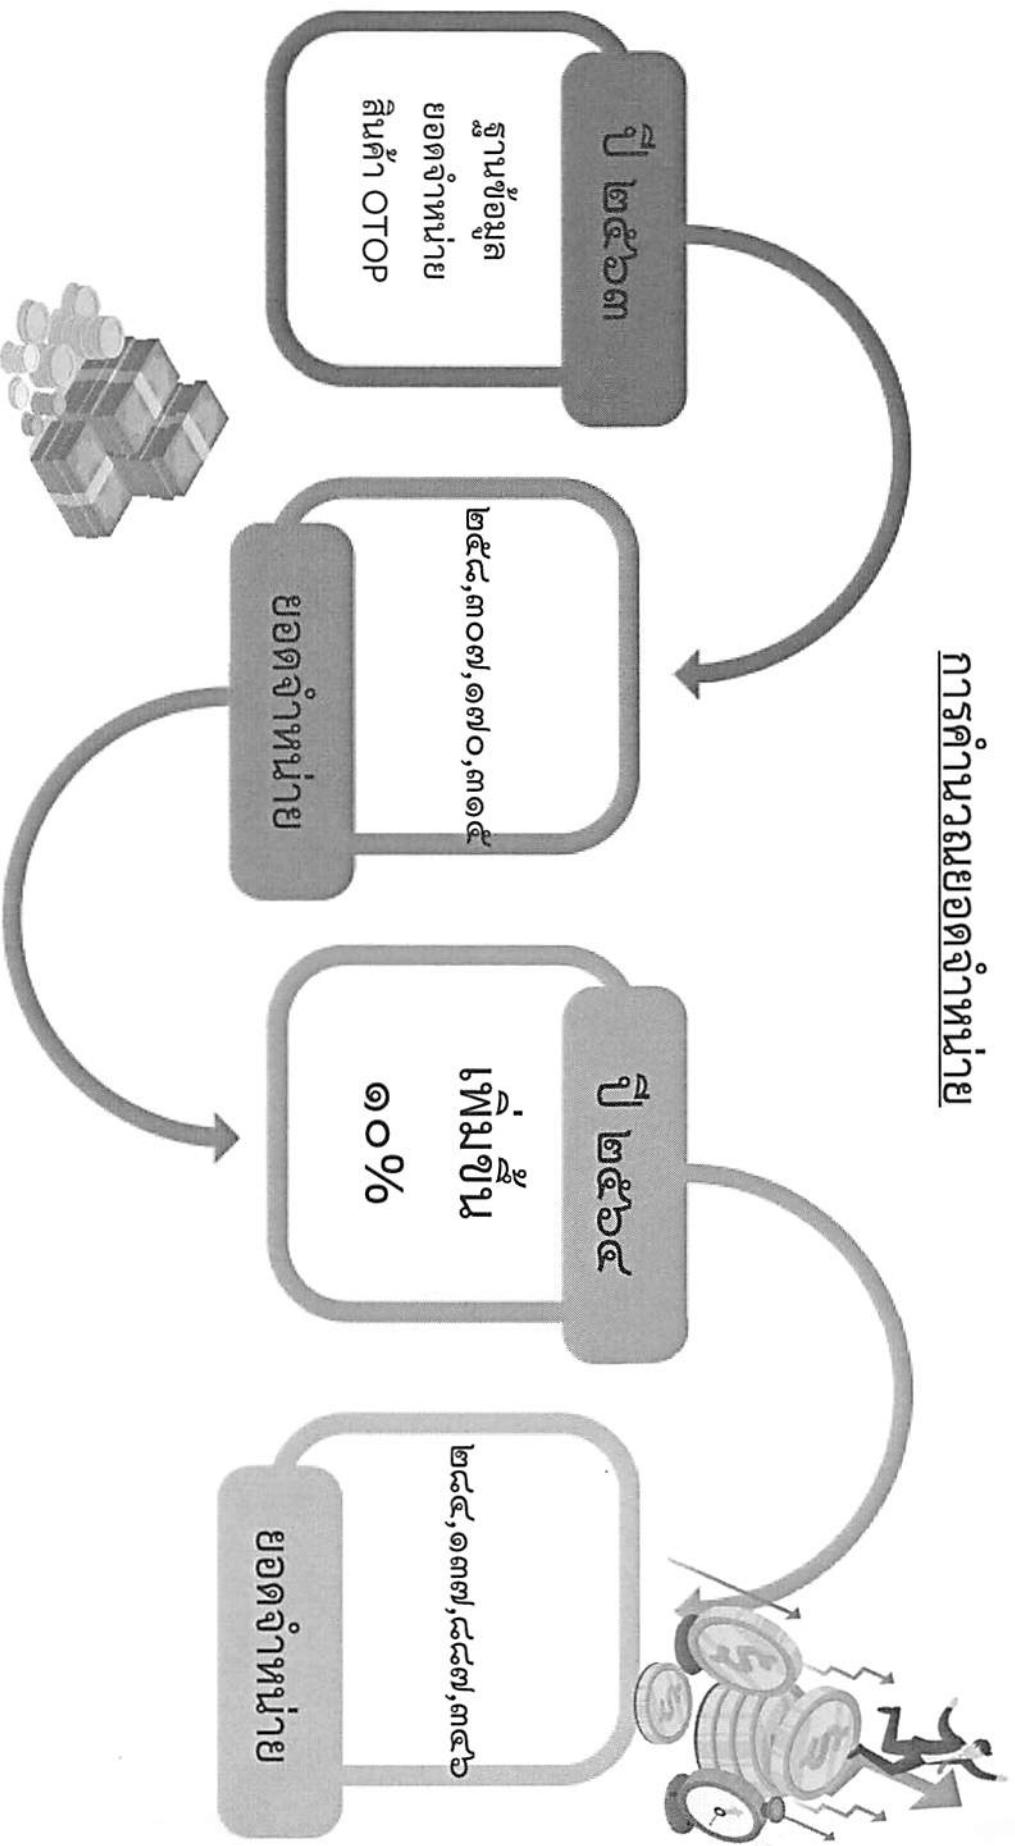 การคำนวณยอดจำหน่าย
ปี ๒๕๖๓
ฐานข้อมูล
ยอดจำหน่าย
สินค้า OTOP
๒๕๘,๓๐๗,๑๗๐,๓๑๕
ยอดจำหน่าย
ปี ๒๕๖๔
เพิ่มขึ้น
๑๐%
๒๘๔,๑๓๗,๘๘๗,๓๔๖
ยอดจำหน่าย